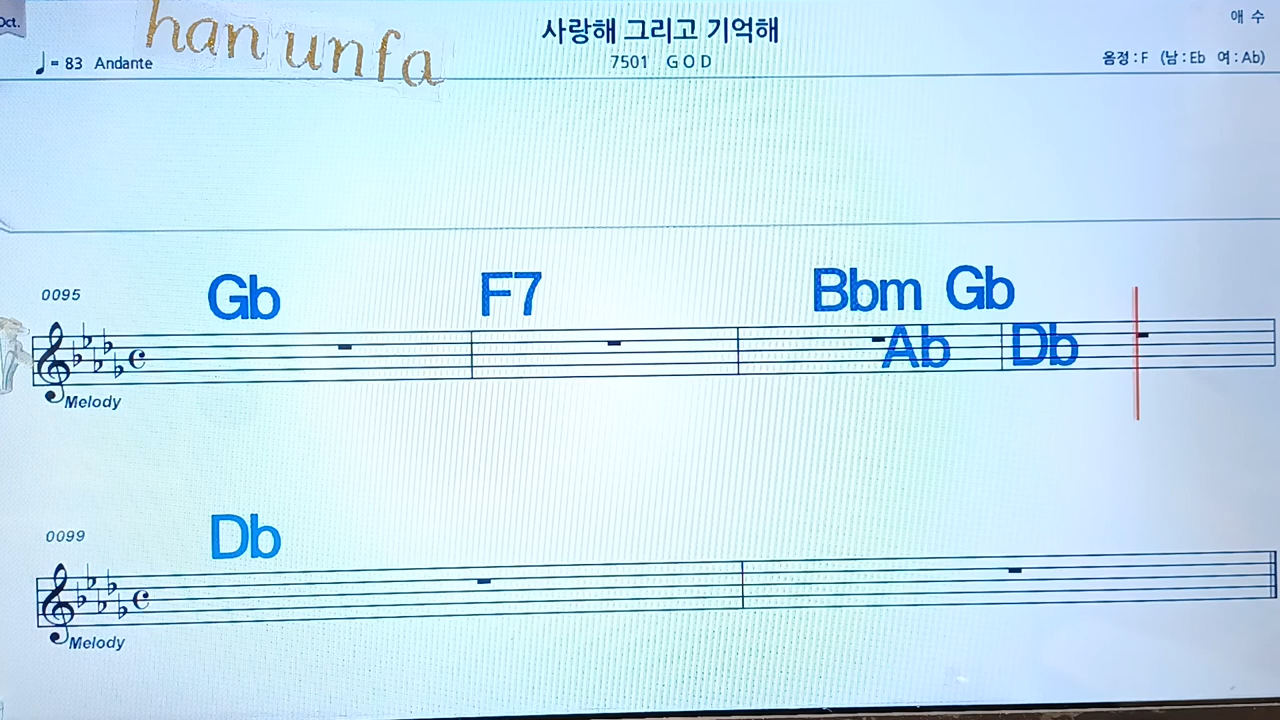 Oct.
han unfa
사랑해 그리고 기억해
애 수
♩= 83 Andante
7501 G O D
음정 : F (남 : Eb 여 : Ab)
Gb F7 Bbm Gb
0095
Ab Db
Melody
Db
0099
Melody